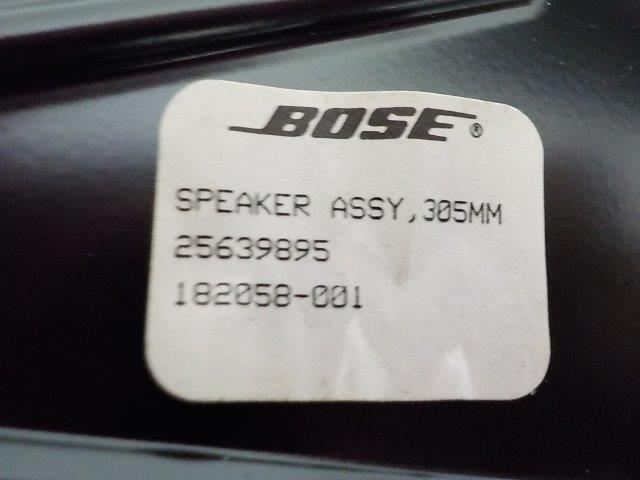 BOSE®
SPEAKER ASSY,305MM
25639895
182058-001